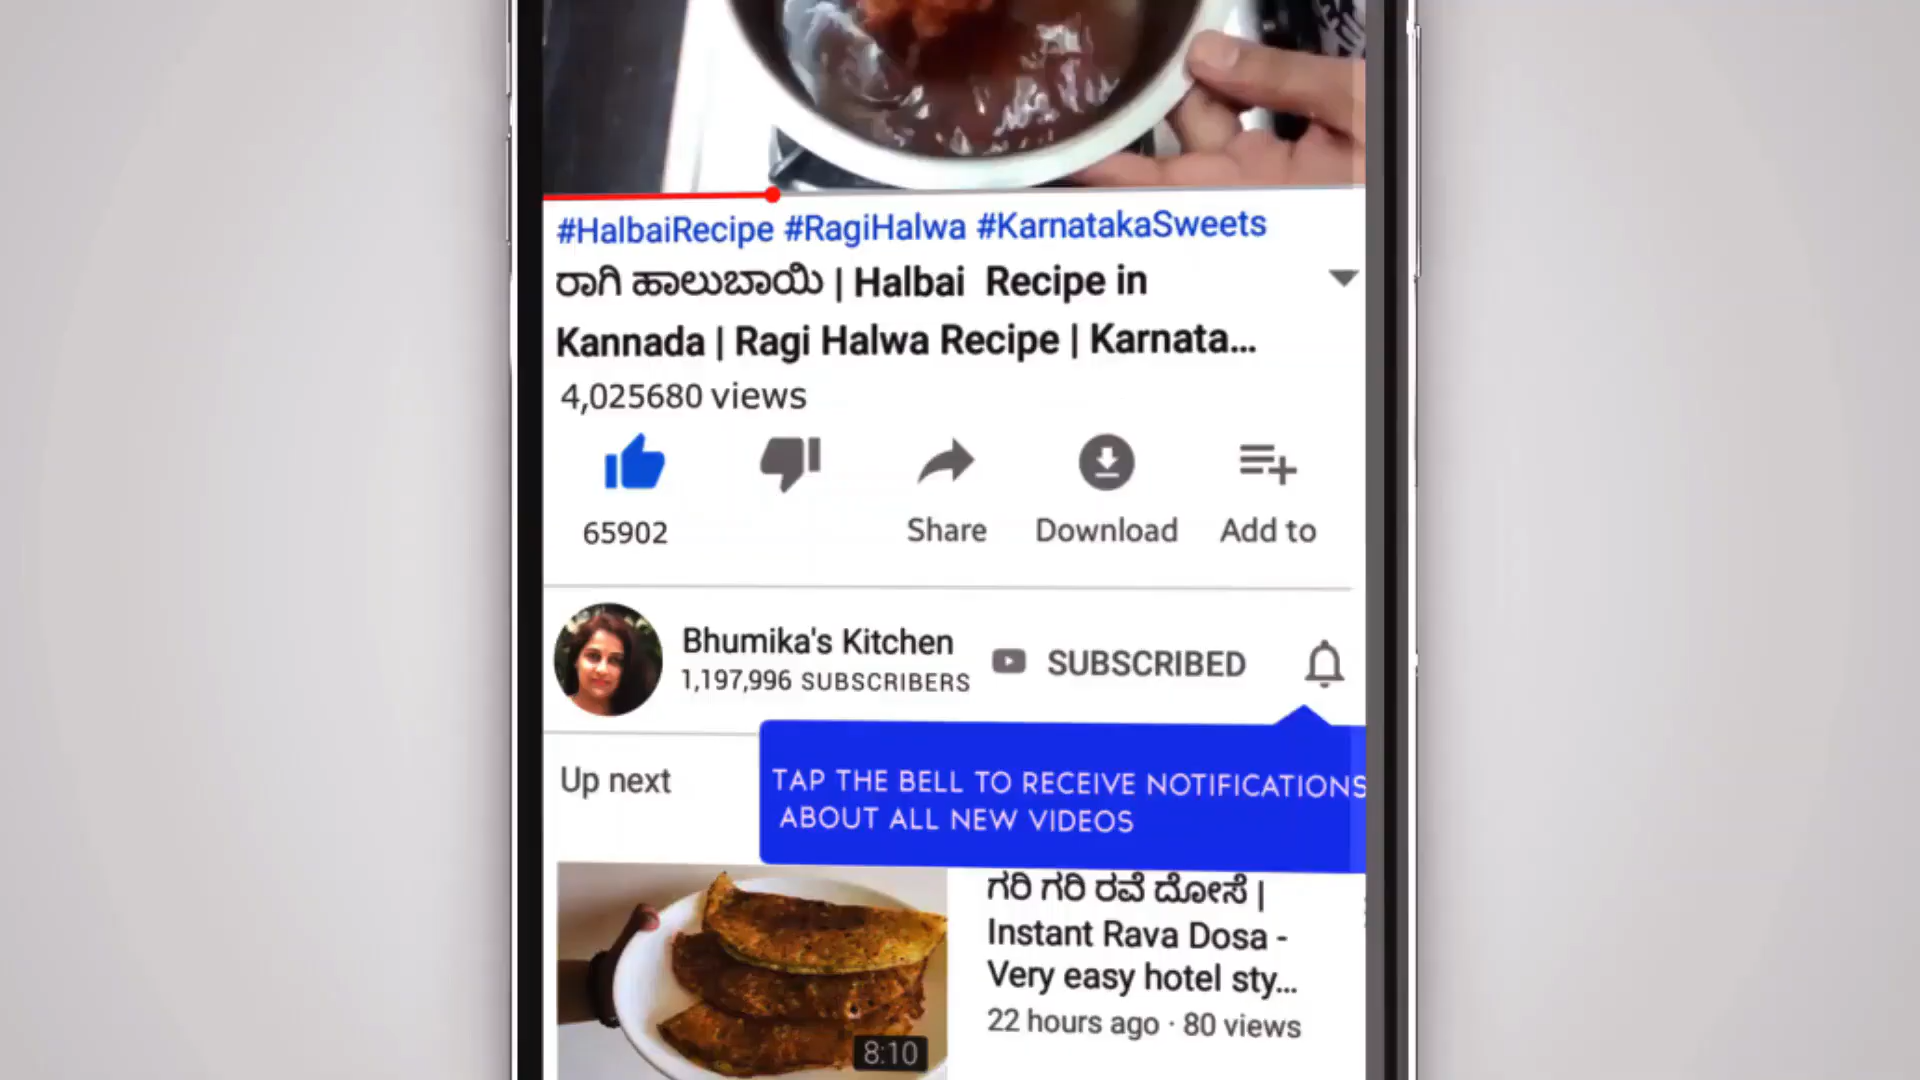 #HalbaiRecipe #RagiHalwa #KarnatakaSweets
ರಾಗಿ ಹಾಲುಬಾಯಿ | Halbai Recipe in
Kannada | Ragi Halwa Recipe | Karnata...
4,025680 views
65902
Share
Download
Add to
Bhumika's Kitchen
1,197,996 SUBSCRIBERS
SUBSCRIBED
Up next
TAP THE BELL TO RECEIVE NOTIFICATIONS
ABOUT ALL NEW VIDEOS
ಗರಿ ಗರಿ ರವೆ ದೋಸೆ |
Instant Rava Dosa -
Very easy hotel sty...
22 hours ago · 80 views
8:10